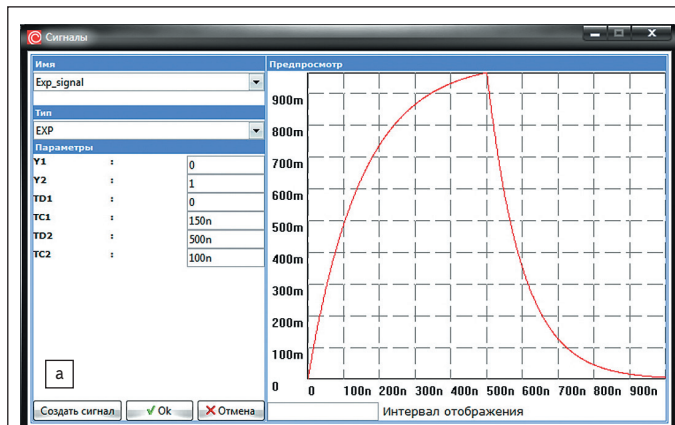 Сигналы
Имя
Exp_signal
Тип
EXP
Параметры
Y1 : 0
Y2 : 1
TD1 : 0
TC1 : 150n
TD2 : 500n
TC2 : 100n
а
Создать сигнал Ok Отмена
Предпросмотр
900m
800m
700m
600m
500m
400m
300m
200m
100m
0
0 100n 200n 300n 400n 500n 600n 700n 800n 900n
Интервал отображения